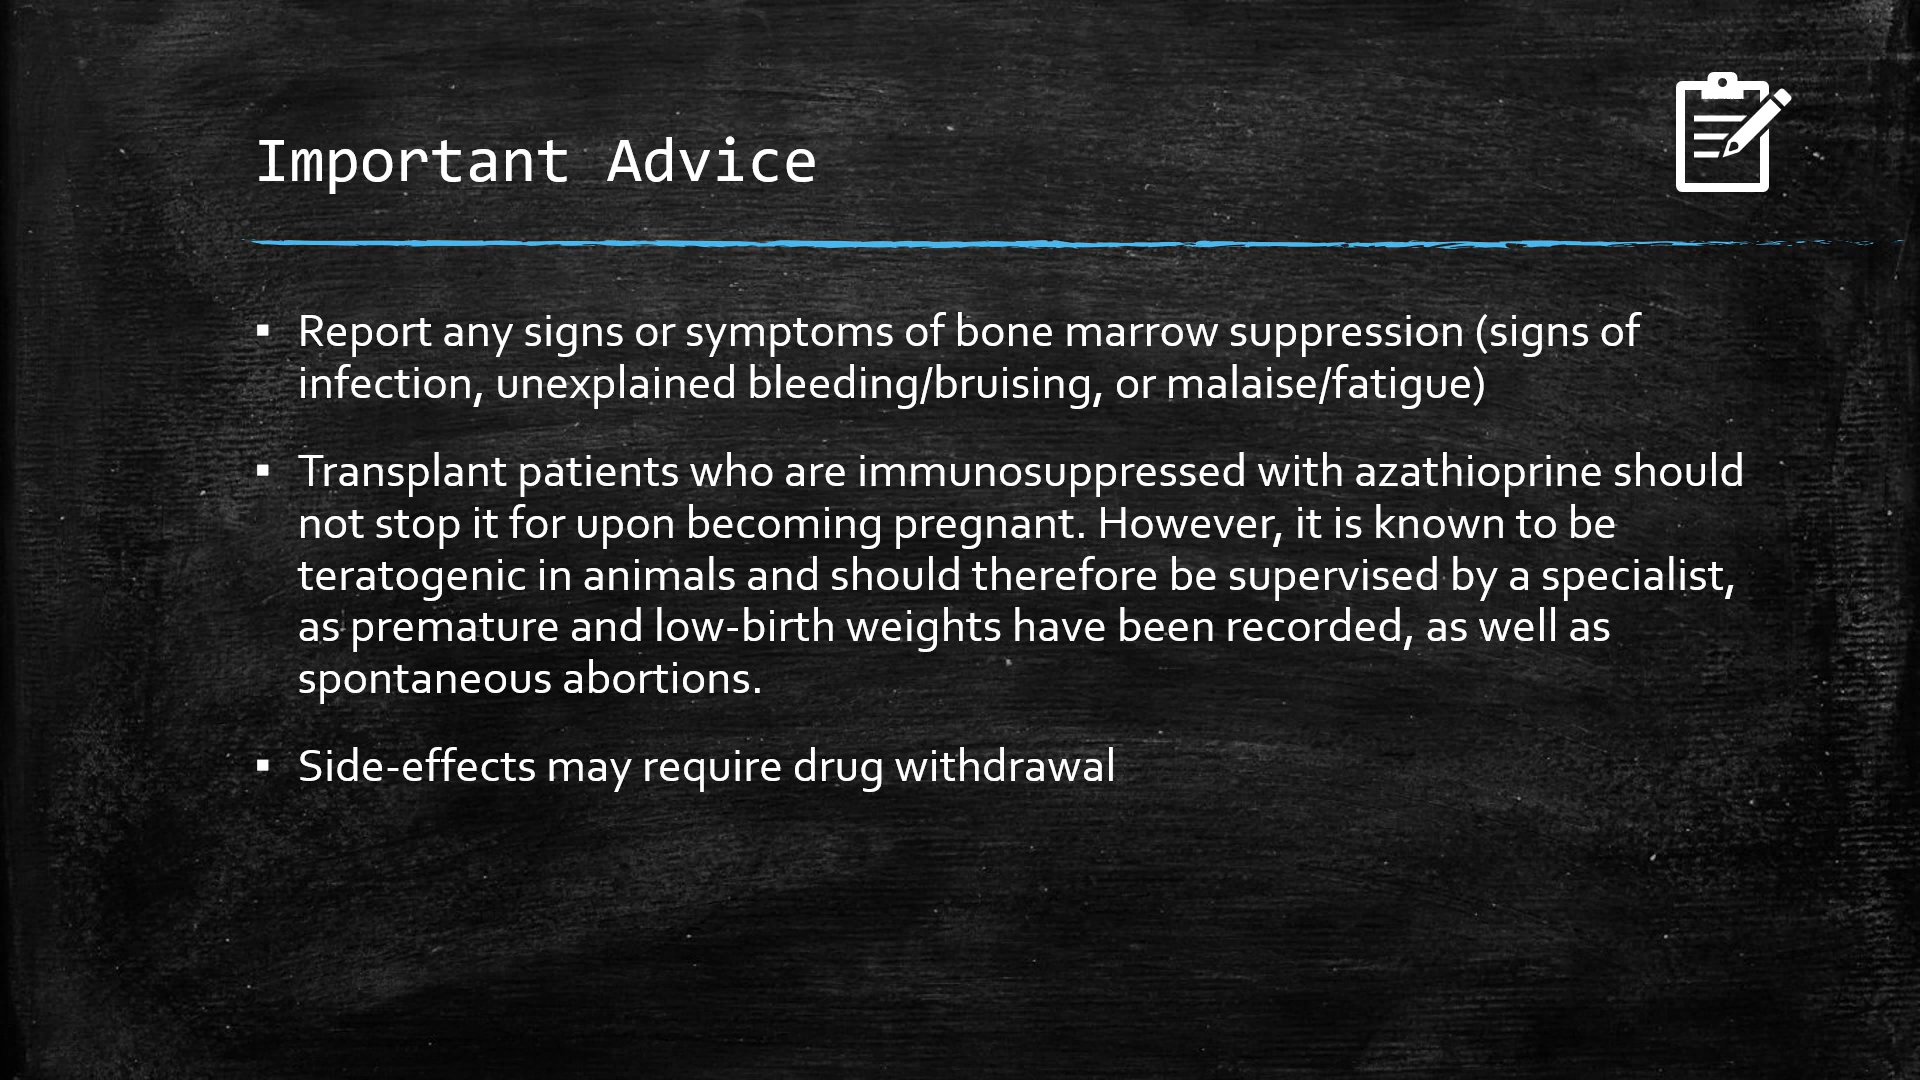 Important Advice
▪ Report any signs or symptoms of bone marrow suppression (signs of
infection, unexplained bleeding/bruising, or malaise/fatigue)
▪ Transplant patients who are immunosuppressed with azathioprine should
not stop it for upon becoming pregnant. However, it is known to be
teratogenic in animals and should therefore be supervised by a specialist,
as premature and low-birth weights have been recorded, as well as
spontaneous abortions.
▪ Side-effects may require drug withdrawal